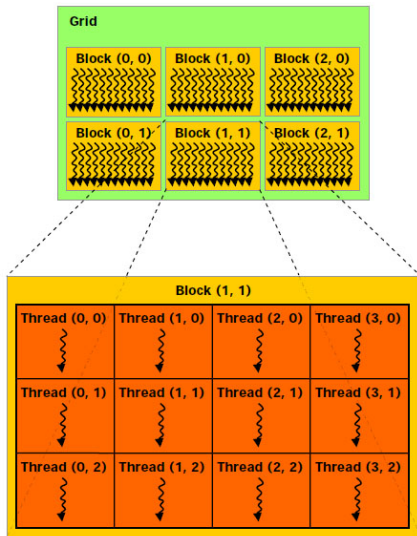 Grid
Block (0, 0) Block (1, 0) Block (2, 0)
Block (0, 1) Block (1, 1) Block (2, 1)
Block (1, 1)
Thread (0, 0) Thread (1, 0) Thread (2, 0) Thread (3, 0)
Thread (0, 1) Thread (1, 1) Thread (2, 1) Thread (3, 1)
Thread (0, 2) Thread (1, 2) Thread (2, 2) Thread (3, 2)